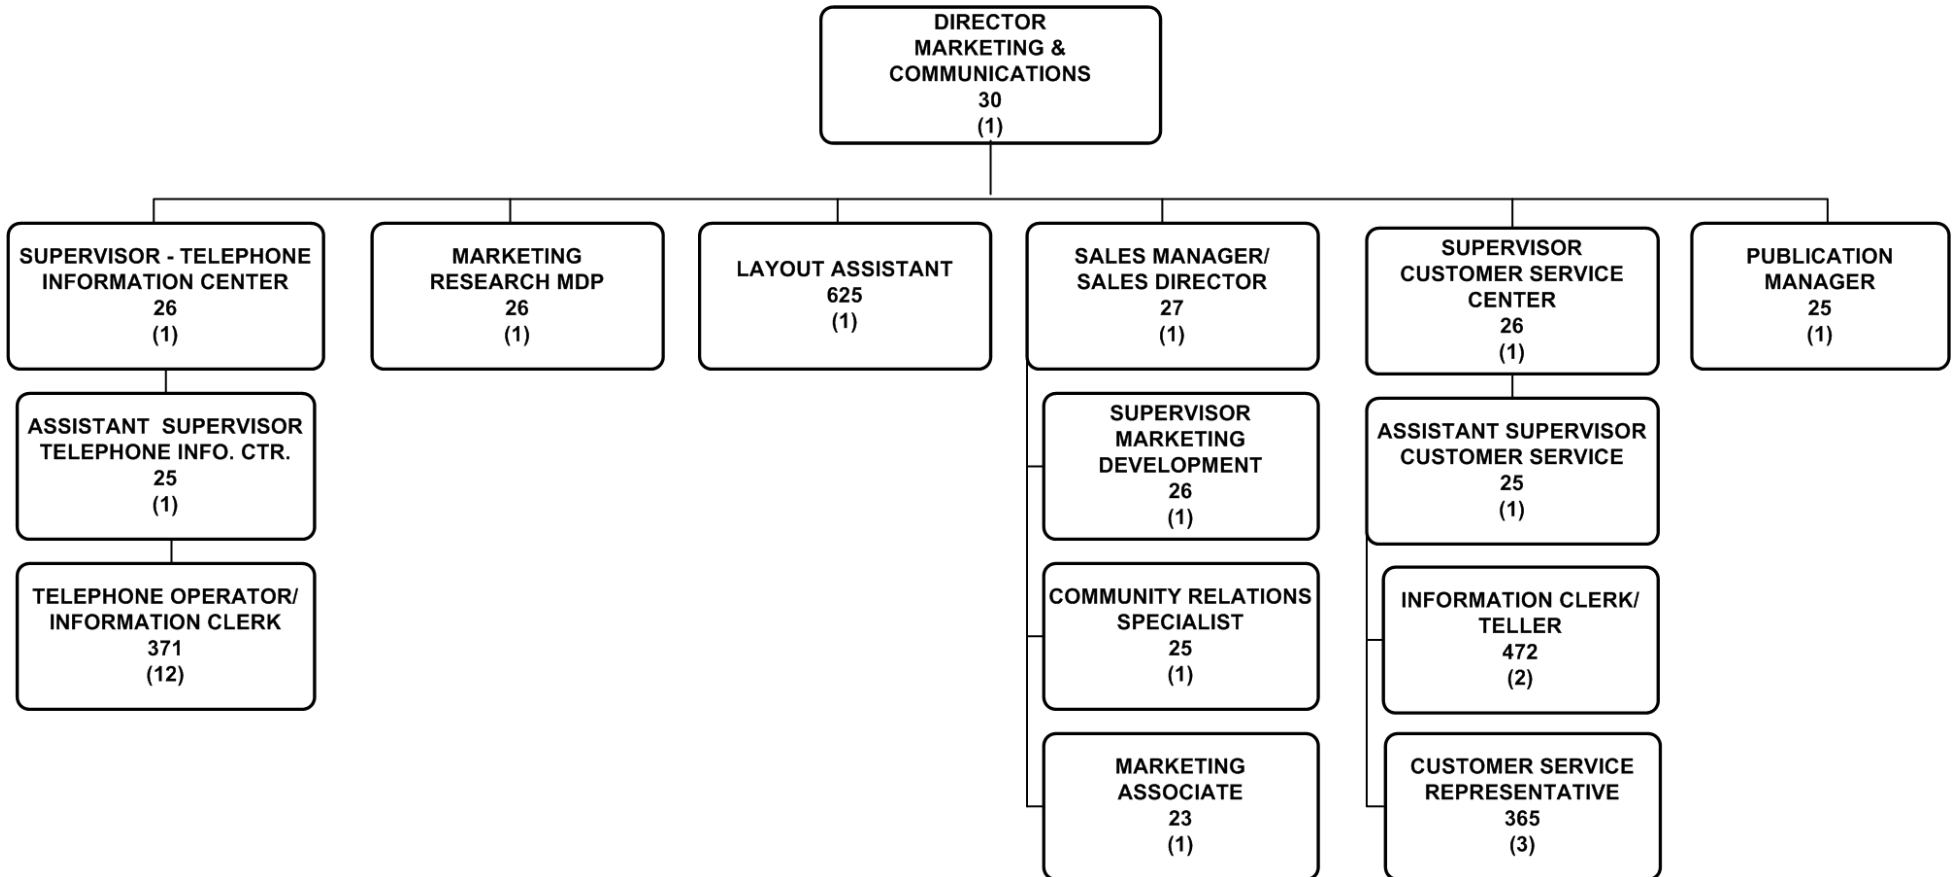 DIRECTOR
MARKETING &
COMMUNICATIONS
30
(1)
SUPERVISOR - TELEPHONE
INFORMATION CENTER
26
(1)
MARKETING
RESEARCH MDP
26
(1)
LAYOUT ASSISTANT
625
(1)
SALES MANAGER/
SALES DIRECTOR
27
(1)
SUPERVISOR
CUSTOMER SERVICE
CENTER
26
(1)
PUBLICATION
MANAGER
25
(1)
ASSISTANT SUPERVISOR
TELEPHONE INFO. CTR.
25
(1)
SUPERVISOR
MARKETING
DEVELOPMENT
26
(1)
ASSISTANT SUPERVISOR
CUSTOMER SERVICE
25
(1)
TELEPHONE OPERATOR/
INFORMATION CLERK
371
(12)
COMMUNITY RELATIONS
SPECIALIST
25
(1)
INFORMATION CLERK/
TELLER
472
(2)
MARKETING
ASSOCIATE
23
(1)
CUSTOMER SERVICE
REPRESENTATIVE
365
(3)